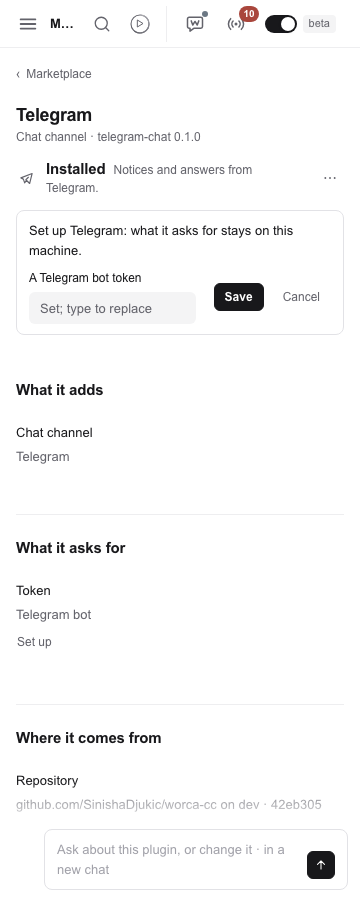 M...
10
beta
‹ Marketplace
Telegram
Chat channel · telegram-chat 0.1.0
Installed Notices and answers from
Telegram.
Set up Telegram: what it asks for stays on this
machine.
A Telegram bot token
Set; type to replace
Save
Cancel
What it adds
Chat channel
Telegram
What it asks for
Token
Telegram bot
Set up
Where it comes from
Repository
github.com/SinishaDjukic/worca-cc on dev · 42eb305
Ask about this plugin, or change it · in a
new chat